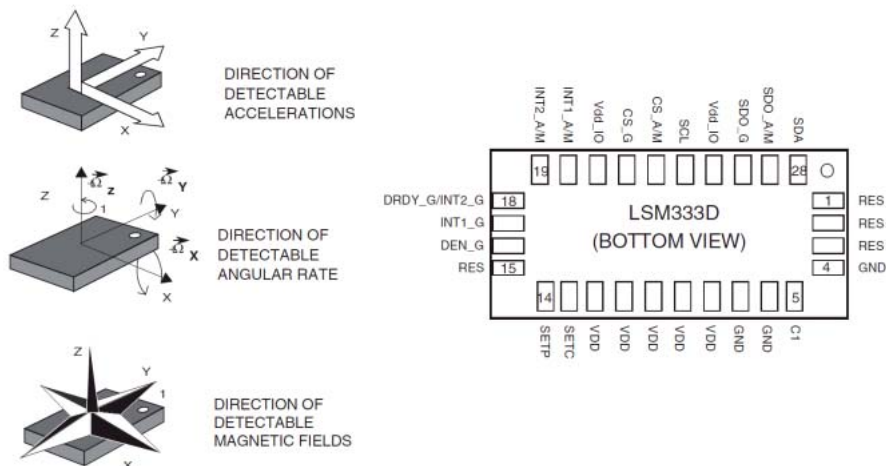 Z
Y
X
DIRECTION OF
DETECTABLE
ACCELERATIONS
Z
Ω Z
1
Ω Y
Y
Ω X
X
DIRECTION OF
DETECTABLE
ANGULAR RATE
Z
Y
1
X
DIRECTION OF
DETECTABLE
MAGNETIC FIELDS
INT2_A/M
INT1_A/M
Vdd_IO
CS_G
CS_A/M
SCL
Vdd_IO
SDO_G
SDO_A/M
SDA
19
28
DRDY_G/INT2_G
18
INT1_G
DEN_G
RES
15
LSM333D
(BOTTOM VIEW)
1
RES
RES
RES
4
GND
14
5
SETP
SETC
VDD
VDD
VDD
VDD
VDD
GND
GND
C1